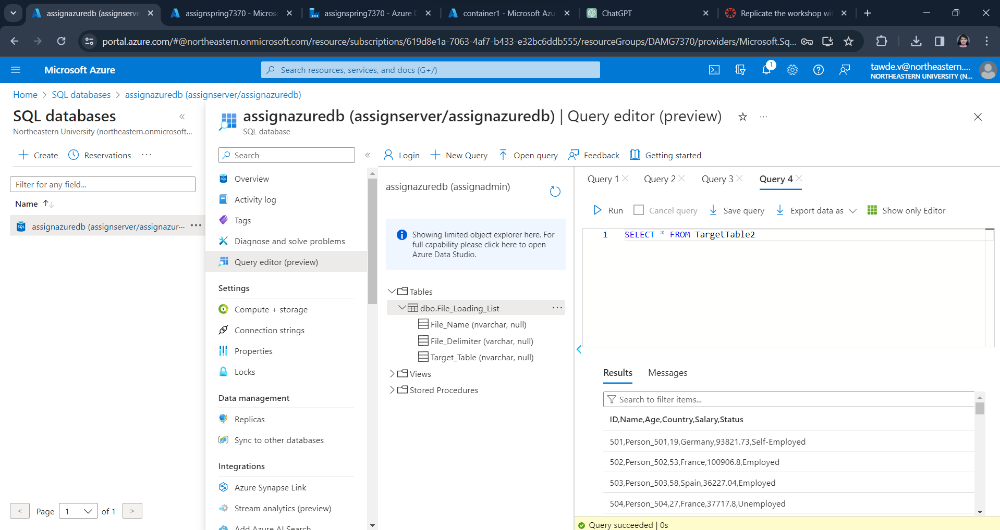 assignazuredb (assignserve
assignspring7370 - Micros
assignspring7370 - Azure D
container1 - Microsoft Azu
ChatGPT
Replicate the workshop wi
portal.azure.com/#@northeastern.onmicrosoft.com/resource/subscriptions/619d8e1a-7063-4af7-b433-e32bc6ddb555/resourceGroups/DAMG7370/providers/Microsoft.Sq...
Microsoft Azure
Search resources, services, and docs (G+/)
1
tawde.v@northeastern....
NORTHEASTERN UNIVERSITY (N...
Home > SQL databases > assignazuredb (assignserver/assignazuredb)
SQL databases
«
Northeastern University (northeastern.onmicrosoft...
Create
Reservations
...
Filter for any field...
Name
assignazuredb (assignserver/assignazur...
...
< Page 1 of 1 >
assignazuredb (assignserver/assignazuredb) | Query editor (preview)
...
SQL database
Search
«
Overview
Activity log
Tags
Diagnose and solve problems
Query editor (preview)
Settings
Compute + storage
Connection strings
Properties
Locks
Data management
Replicas
Sync to other databases
Integrations
Azure Synapse Link
Stream analytics (preview)
Add Azure AI Search
Login
New Query
Open query
Feedback
Getting started
assignazuredb (assignadmin)
Showing limited object explorer here. For
full capability please click here to open
Azure Data Studio.
Tables
dbo.File_Loading_List
...
File_Name (nvarchar, null)
File_Delimiter (varchar, null)
Target_Table (nvarchar, null)
Views
Stored Procedures
Query 1
Query 2
Query 3
Query 4
Run
Cancel query
Save query
Export data as
Show only Editor
1 SELECT * FROM TargetTable2
Results
Messages
Search to filter items...
ID,Name,Age,Country,Salary,Status
501,Person_501,19,Germany,93821.73,Self-Employed
502,Person_502,53,France,100906.8,Employed
503,Person_503,58,Spain,36227.04,Employed
504,Person_504,27,France,37717.8,Unemployed
Query succeeded | 0s